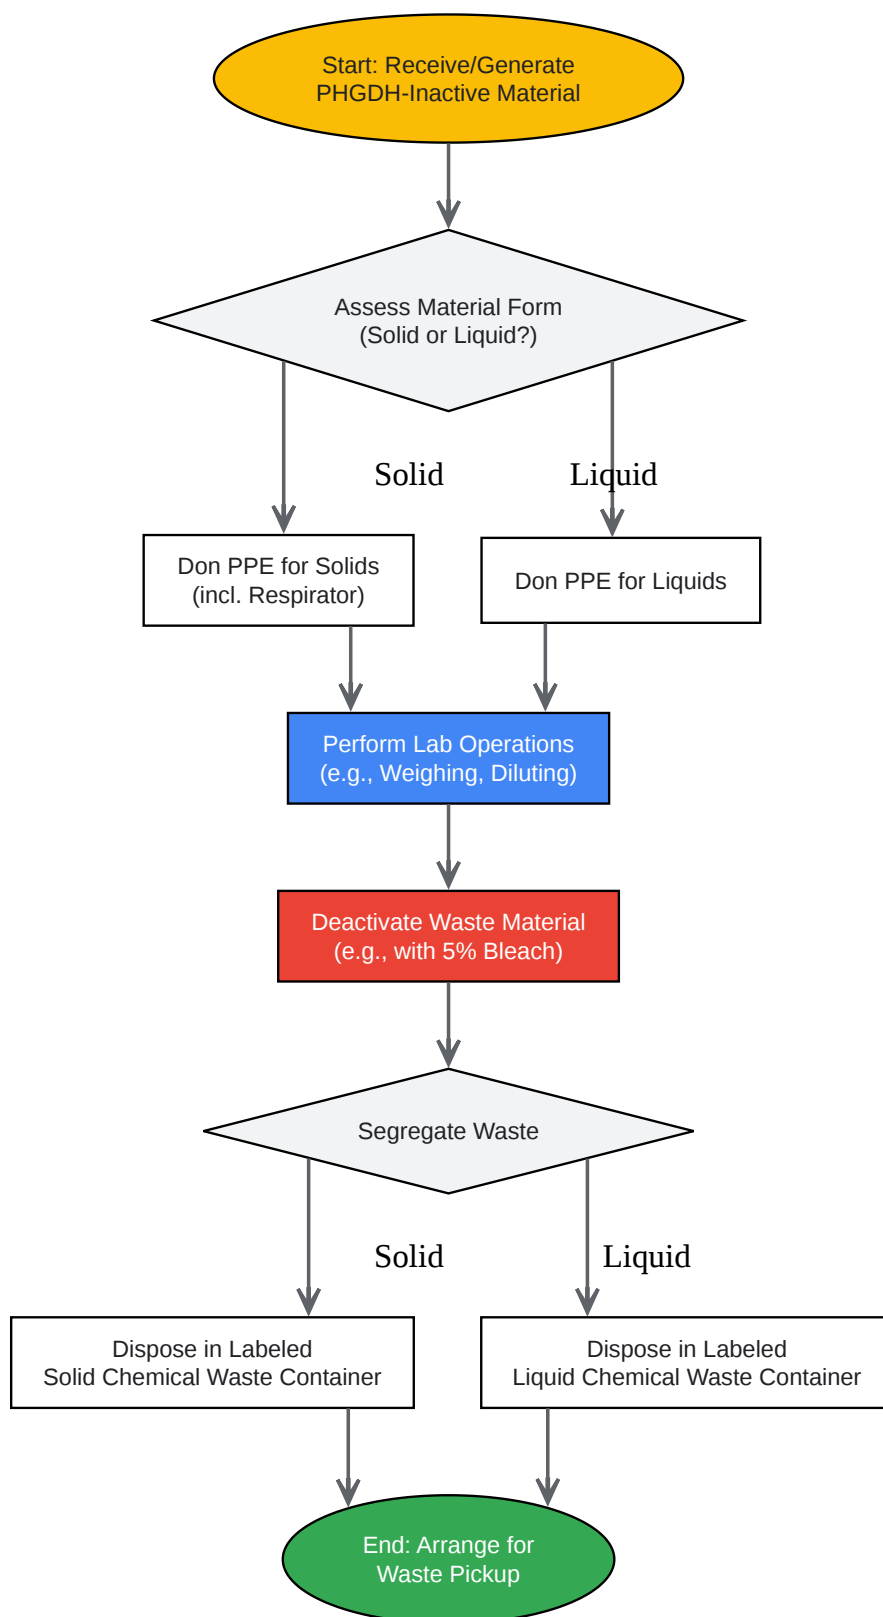 Start: Receive/Generate
PHGDH-Inactive Material
Assess Material Form
(Solid or Liquid?)
Solid
Liquid
Don PPE for Solids
(incl. Respirator)
Don PPE for Liquids
Perform Lab Operations
(e.g., Weighing, Diluting)
Deactivate Waste Material
(e.g., with 5% Bleach)
Segregate Waste
Solid
Liquid
Dispose in Labeled
Solid Chemical Waste Container
Dispose in Labeled
Liquid Chemical Waste Container
End: Arrange for
Waste Pickup